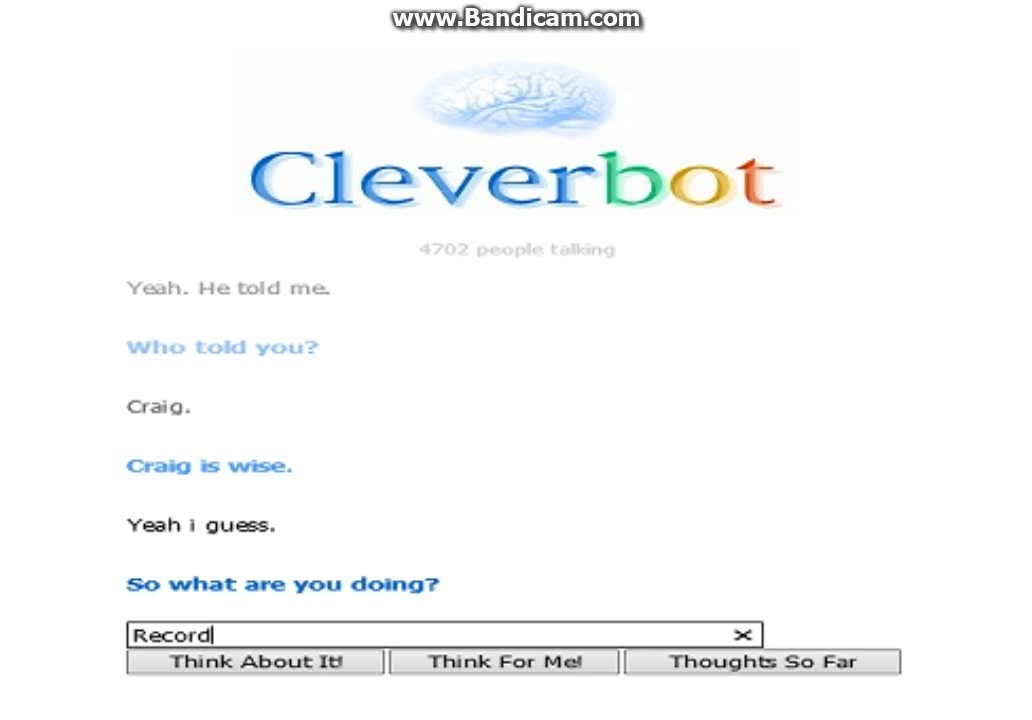 www.Bandicam.com
Cleverbot
4702 people talking
Yeah. He told me.
Who told you?
Craig.
Craig is wise.
Yeah i guess.
So what are you doing?
Record
Think About It! Think For Me! Thoughts So Far